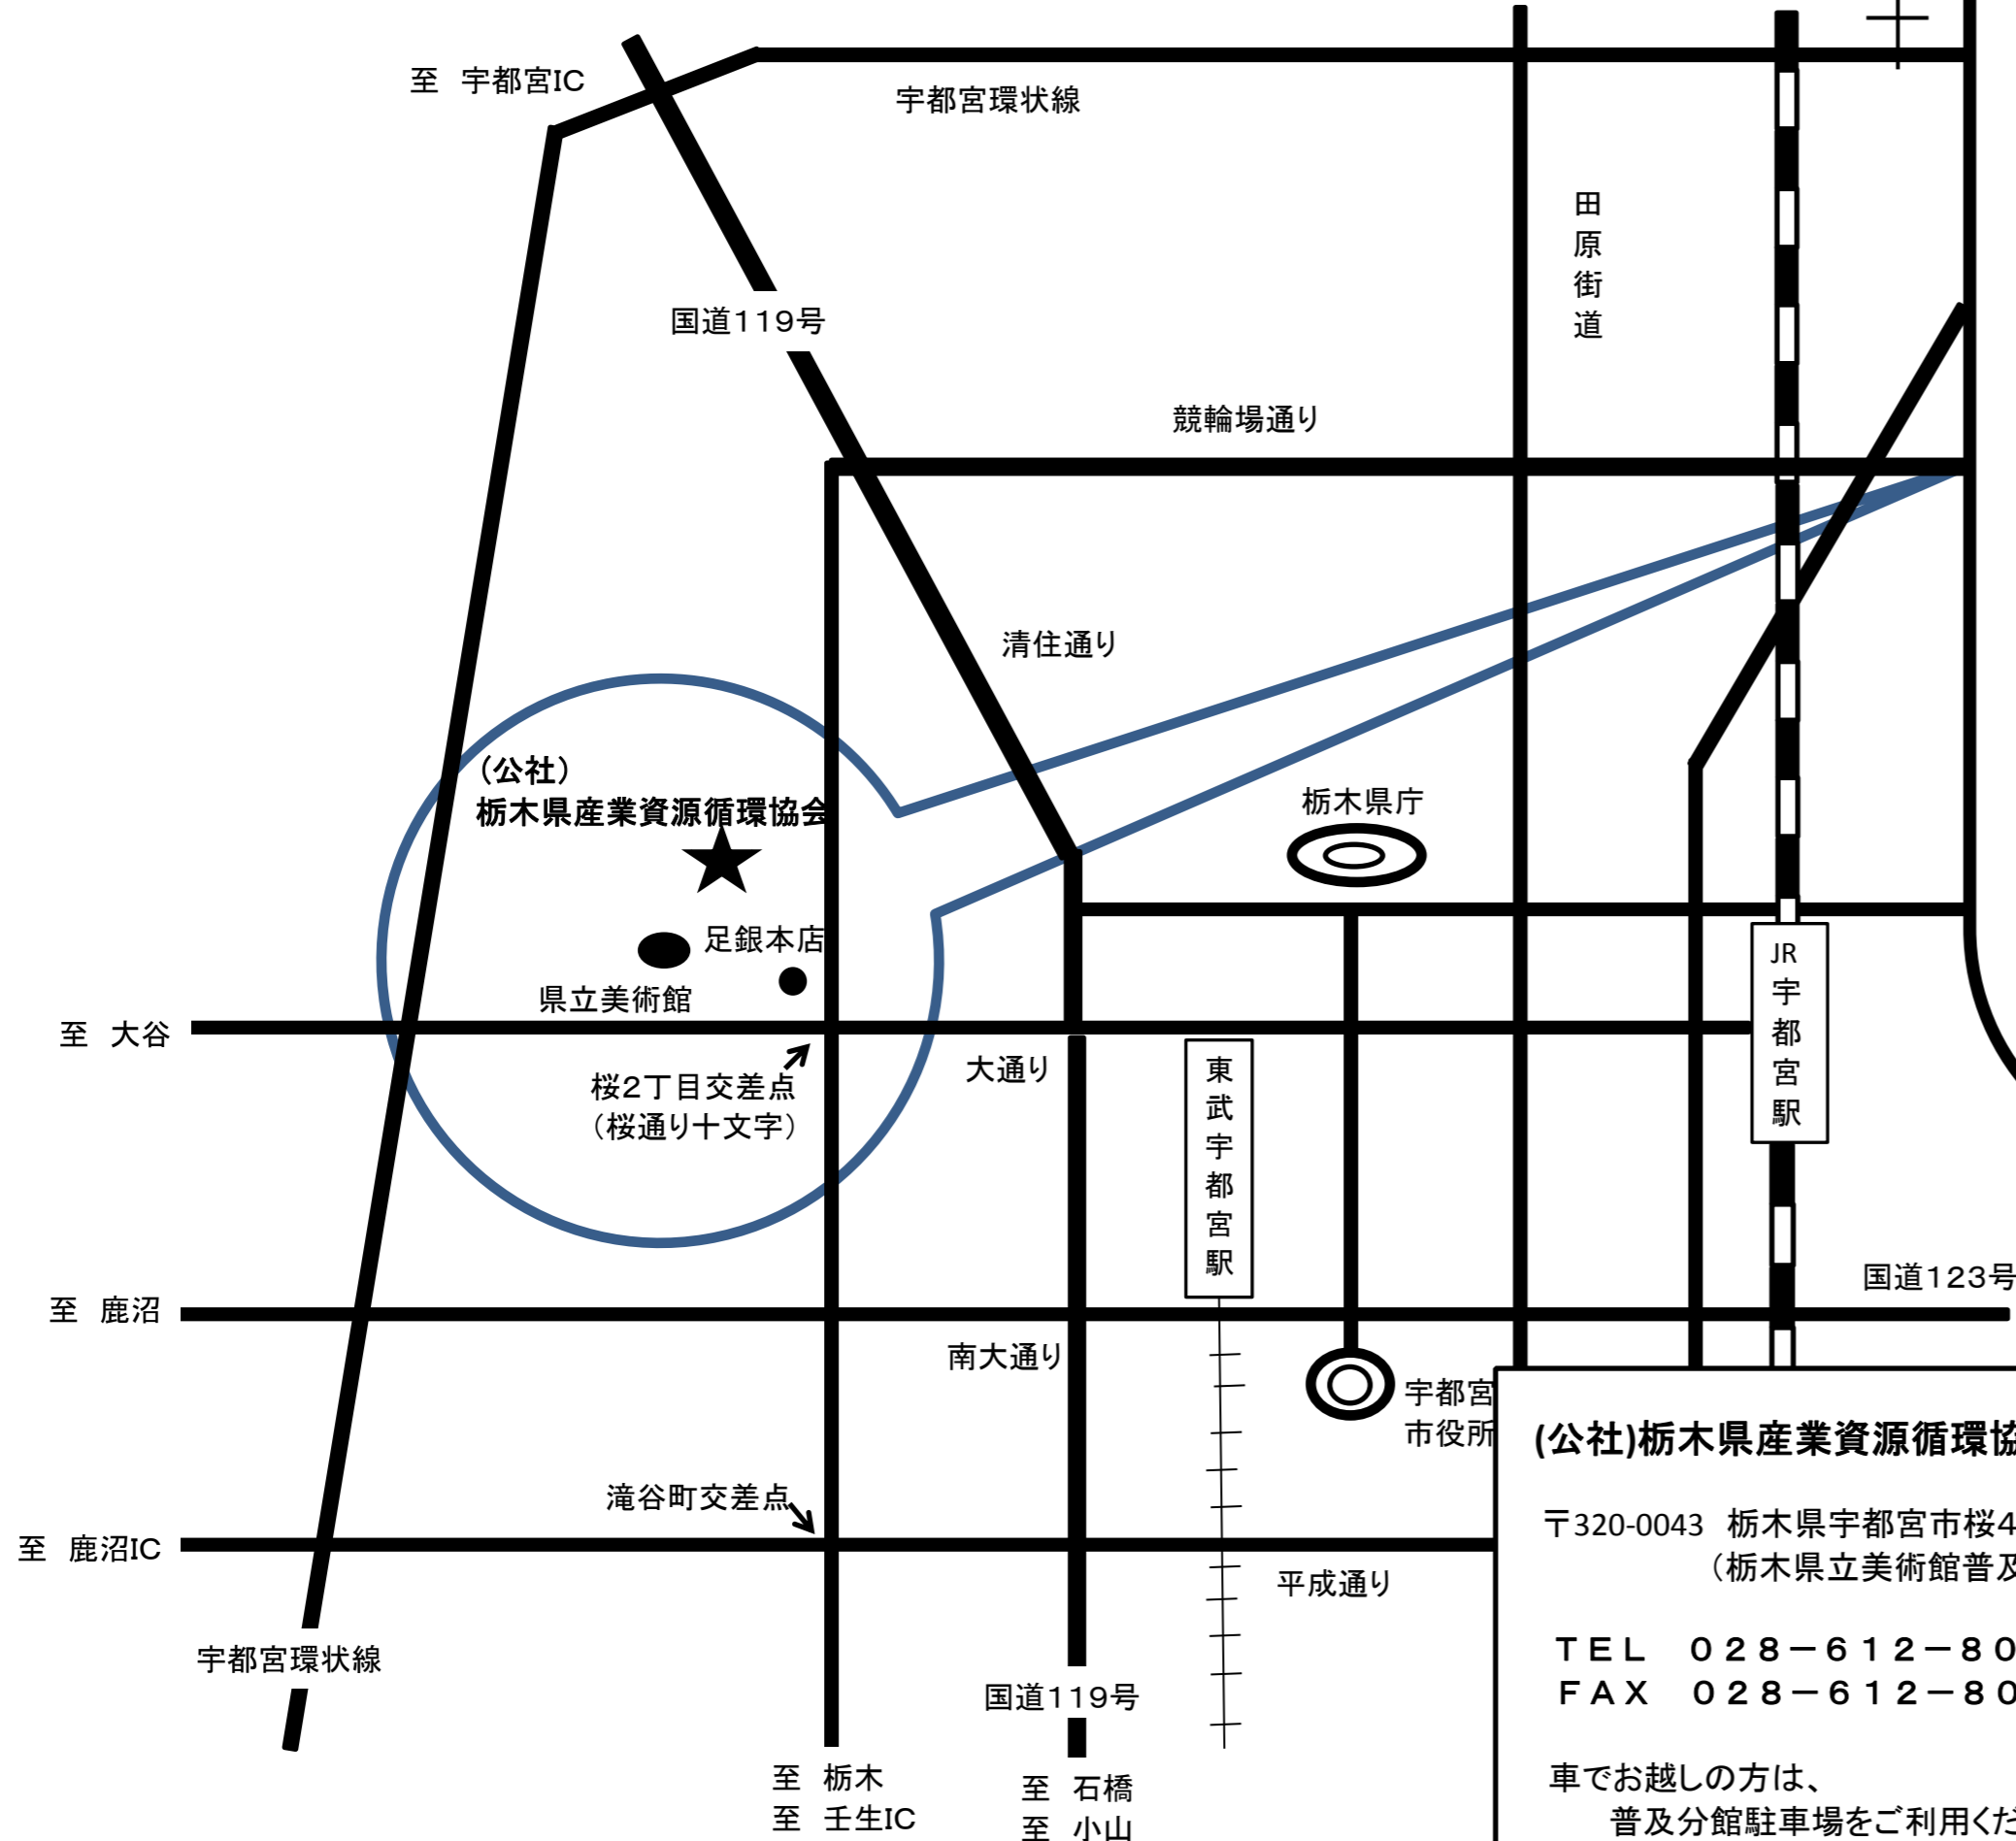 至　宇都宮IC
宇都宮環状線
田原街道
国道119号
競輪場通り
清住通り
（公社）
栃木県産業資源循環協会
栃木県庁
足銀本店
県立美術館
JR宇都宮駅
至　大谷
大通り
東武宇都宮駅
桜2丁目交差点
（桜通り十文字）
国道123号
至　鹿沼
南大通り
宇都宮
市役所
滝谷町交差点
至　鹿沼IC
平成通り
宇都宮環状線
国道119号
至　栃木
至　壬生IC
至　石橋
至　小山
(公社)栃木県産業資源循環協
〒320-0043　栃木県宇都宮市桜4
（栃木県立美術館普及
ＴＥＬ　０２８－６１２－８０
ＦＡＸ　０２８－６１２－８０
車でお越しの方は、
普及分館駐車場をご利用くだ